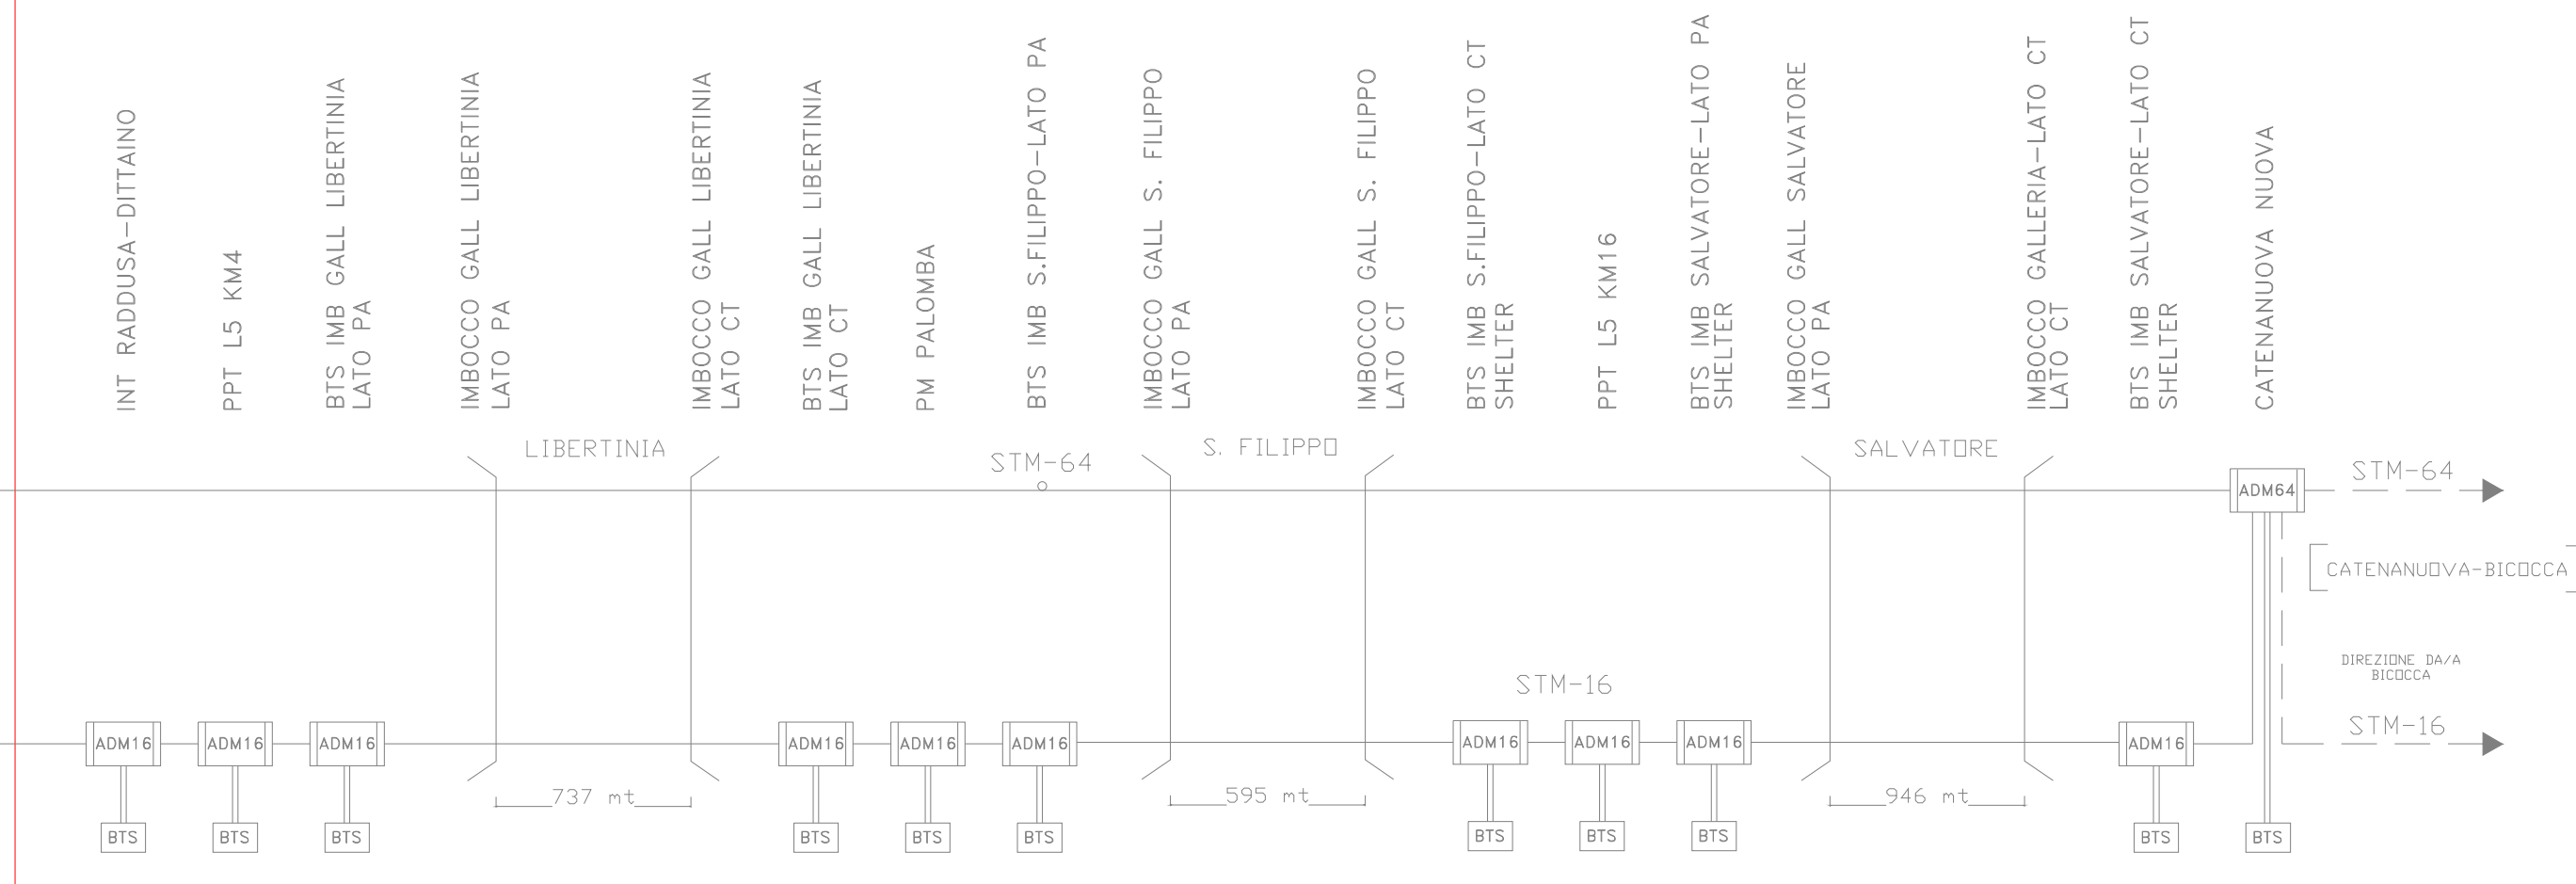 INT RADDUSA-DITTAINO
PPT L5 KM4
BTS IMB GALL LIBERTINIA
LATO PA
IMBOCCO GALL LIBERTINIA
LATO PA
IMBOCCO GALL LIBERTINIA
LATO CT
BTS IMB GALL LIBERTINIA
LATO CT
PM PALOMBA
BTS IMB S.FILIPPO-LATO PA
IMBOCCO GALL S. FILIPPO
LATO PA
IMBOCCO GALL S. FILIPPO
LATO CT
BTS IMB S.FILIPPO-LATO CT
SHELTER
PPT L5 KM16
BTS IMB SALVATORE-LATO PA
SHELTER
IMBOCCO GALL SALVATORE
LATO PA
IMBOCCO GALLERIA-LATO CT
LATO CT
BTS IMB SALVATORE-LATO CT
SHELTER
CATENANUOVA NUOVA
LIBERTINIA
STM-64
S. FILIPPO
SALVATORE
STM-64
ADM64
CATENANUOVA-BICOCCA
DIREZIONE DA/A
BICOCCA
STM-16
STM-16
ADM16
ADM16
ADM16
ADM16
ADM16
ADM16
ADM16
ADM16
ADM16
ADM16
737 mt
595 mt
946 mt
BTS
BTS
BTS
BTS
BTS
BTS
BTS
BTS
BTS
BTS
BTS